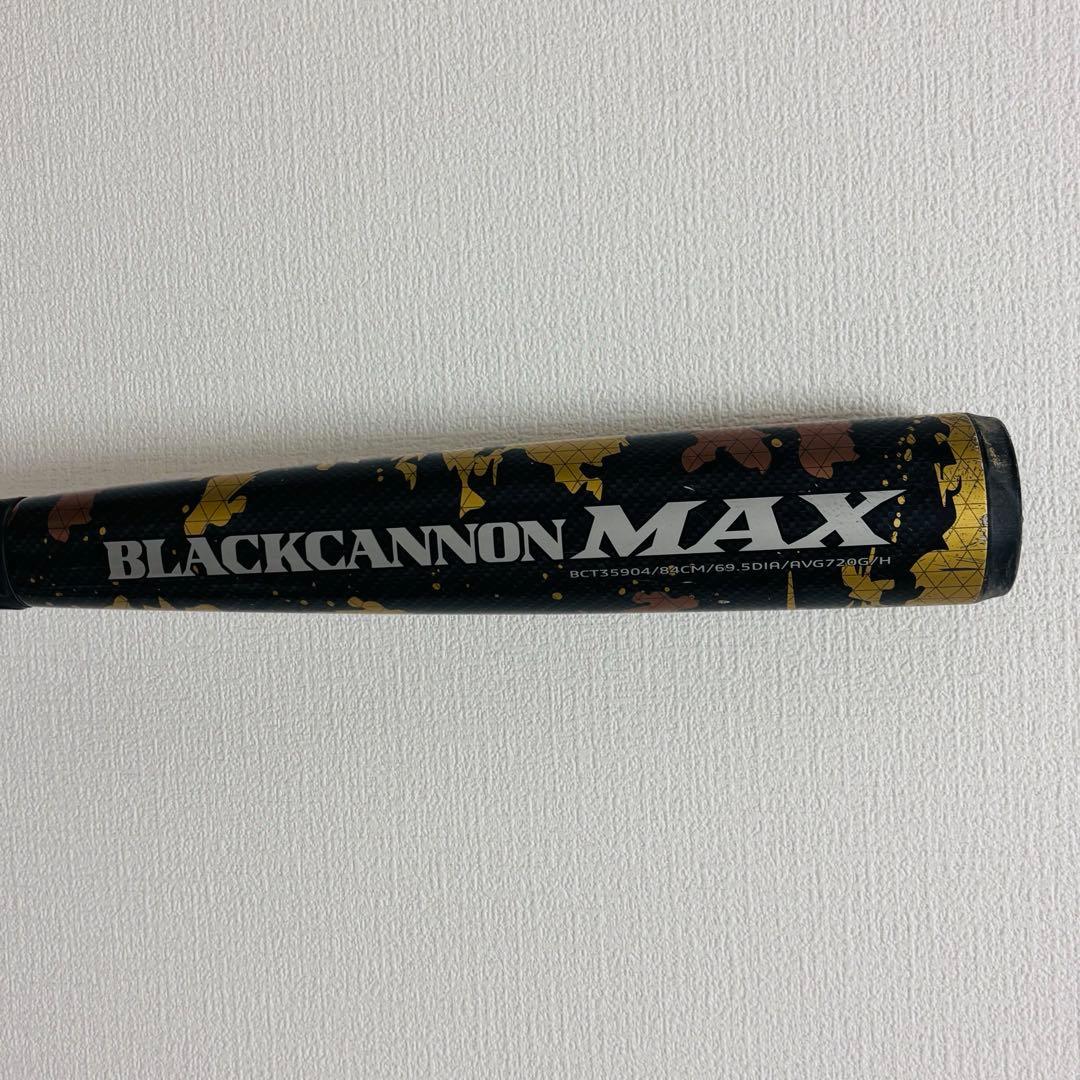 BLACKCANNON MAX
BCT35904/84CM/69.5DIA/AVG720G/H